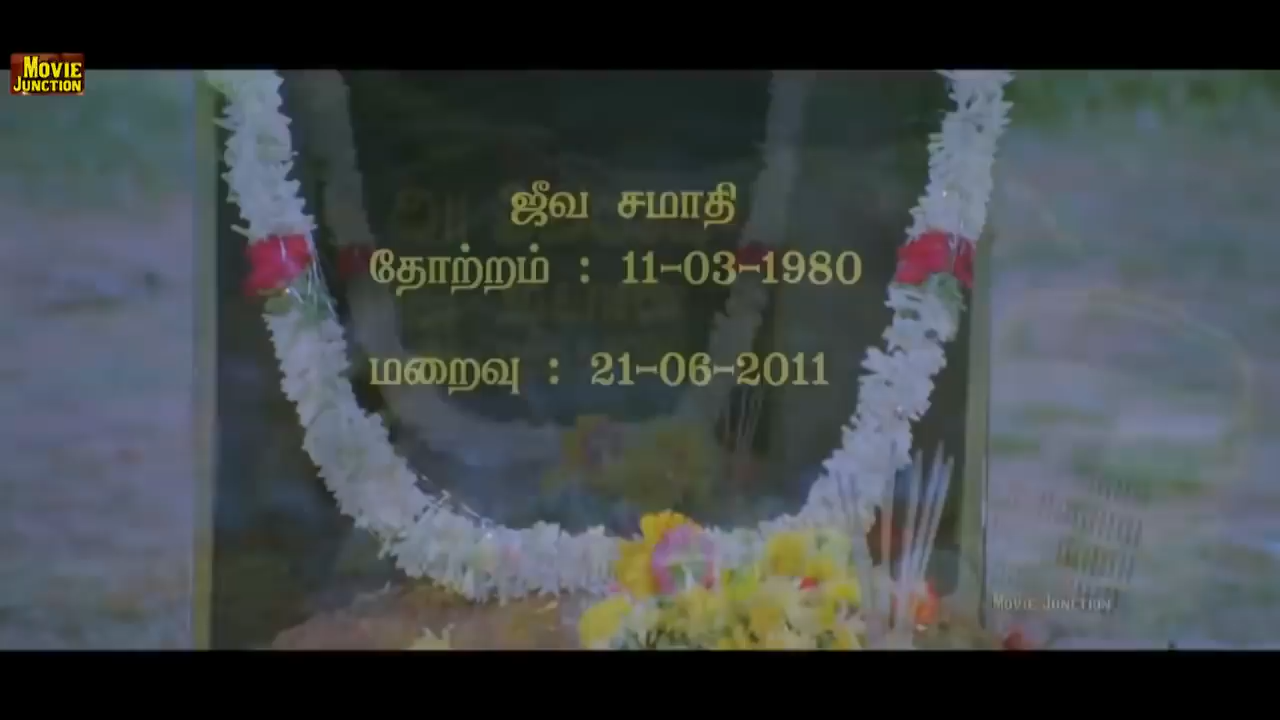 MOVIE
JUNCTION
ஜீவ சமாதி
தோற்றம் : 11-03-1980
மறைவு : 21-06-2011
MOVIE JUNCTION